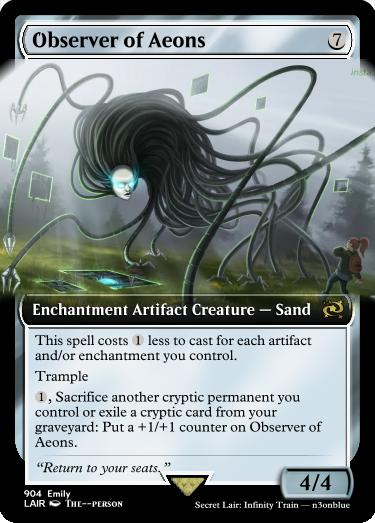 Observer of Aeons
7
insta
Enchantment Artifact Creature — Sand
This spell costs 1 less to cast for each artifact
and/or enchantment you control.
Trample
1, Sacrifice another cryptic permanent you
control or exile a cryptic card from your
graveyard: Put a +1/+1 counter on Observer of
Aeons.
“Return to your seats.”
4/4
904 Emily
LAIR THE--PERSON
Secret Lair: Infinity Train - n3onblue